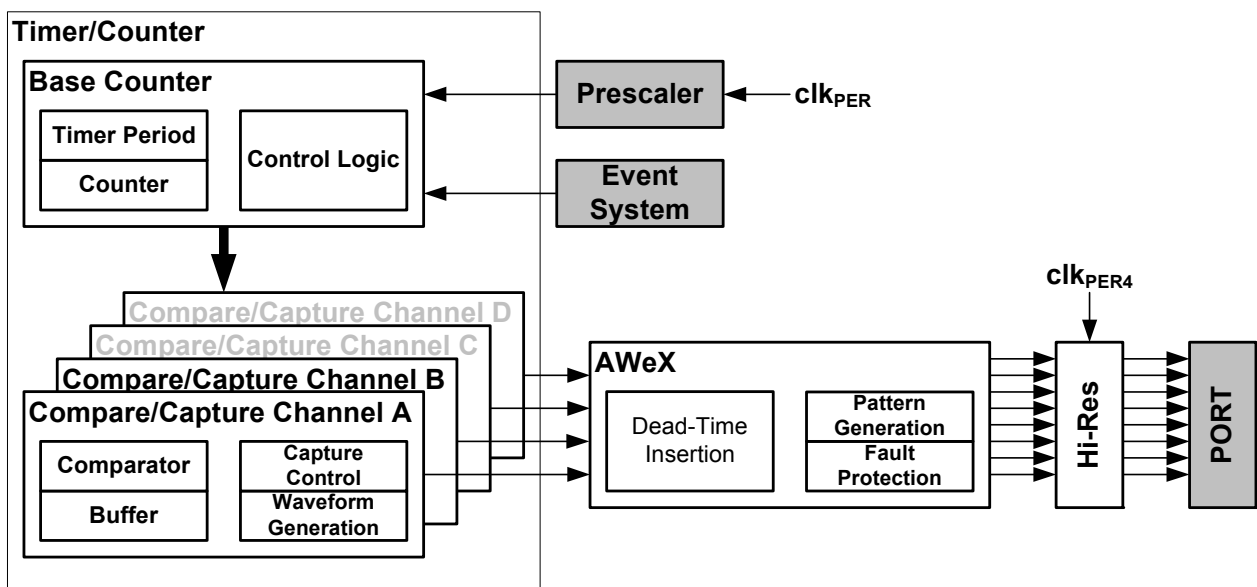 Timer/Counter
Base Counter
Timer Period
Counter
Control Logic
Prescaler
clkPER
Event
System
Compare/Capture Channel D
Compare/Capture Channel C
Compare/Capture Channel B
Compare/Capture Channel A
Comparator
Buffer
Capture
Control
Waveform
Generation
AWeX
Dead-Time
Insertion
Pattern
Generation
Fault
Protection
clkPER4
Hi-Res
PORT